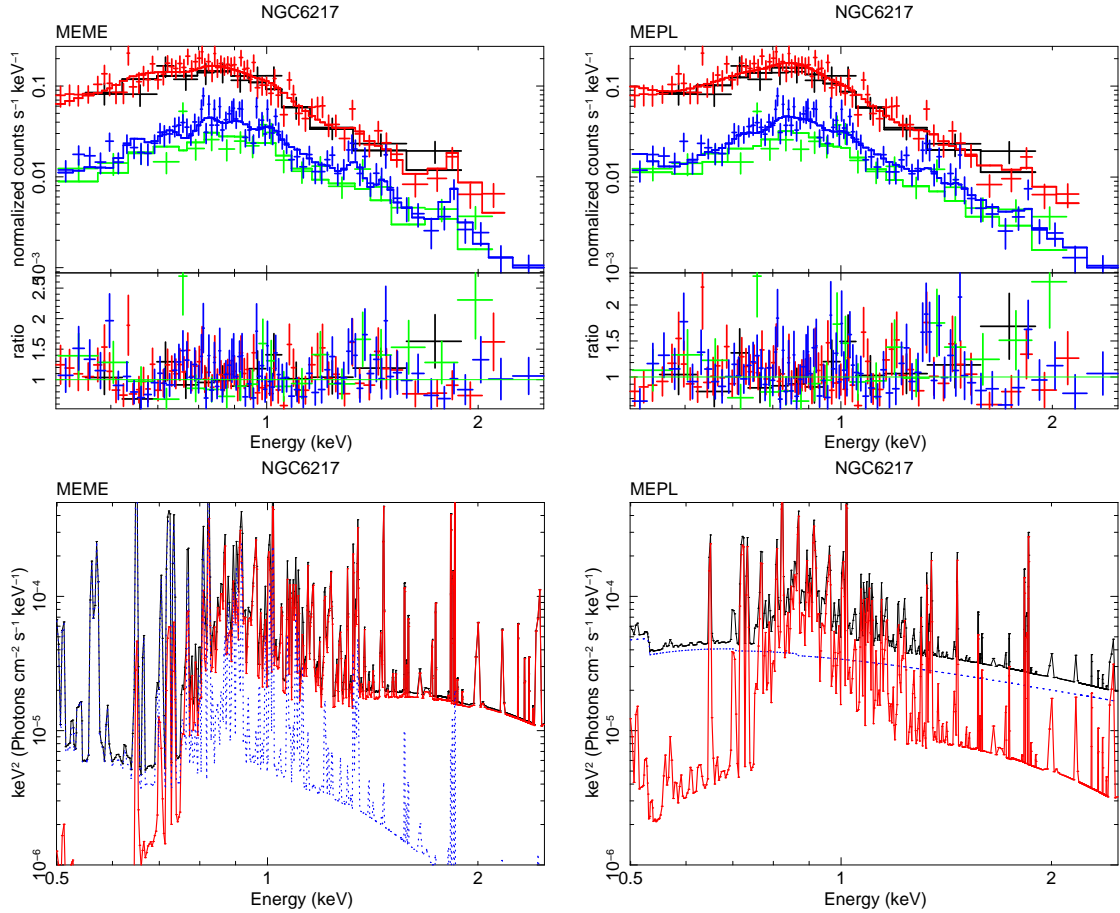 NGC6217
MEME
normalized counts s⁻¹ keV⁻¹
0.1
0.01
10⁻³
ratio
2.5
2
1.5
1
1
2
Energy (keV)
NGC6217
MEPL
normalized counts s⁻¹ keV⁻¹
0.1
0.01
10⁻³
ratio
2
1.5
1
1
2
Energy (keV)
NGC6217
MEME
keV² (Photons cm⁻² s⁻¹ keV⁻¹)
10⁻⁴
10⁻⁵
10⁻⁶
0.5
1
2
Energy (keV)
NGC6217
MEPL
keV² (Photons cm⁻² s⁻¹ keV⁻¹)
10⁻⁴
10⁻⁵
10⁻⁶
0.5
1
2
Energy (keV)